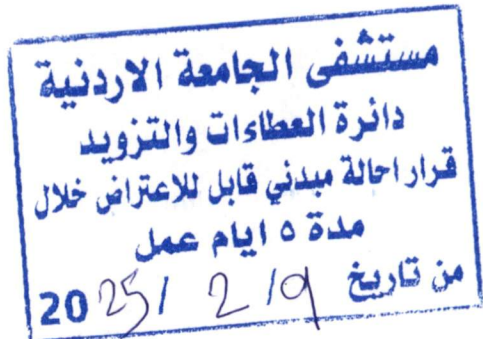 مستشفى الجامعة الاردنية
دائرة العطاءات والتزويد
قرار احالة مبدئي قابل للاعتراض خلال
مدة ٥ ايام عمل
من تاريخ 9/ 2 /2025